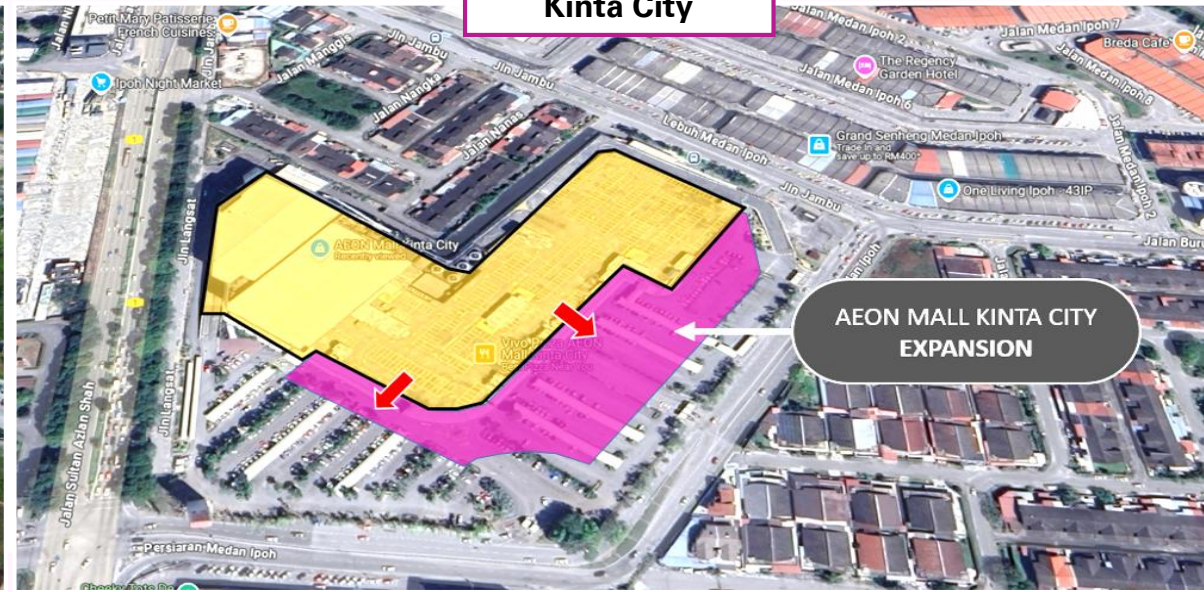 Kinta City
Petit Mary Patisserie
French Cuisines
Jln Jambu
Jalan Medan Ipoh 2
Jalan Medan Ipoh 7
Breda Cafe
Jalan Manggis
Ipoh Night Market
Jalan Nangka
Jln Jambu
The Regency
Garden Hotel
Jalan Medan Ipoh 6
Jalan Medan Ipoh 8
Jalan Nanas
Lebuh Medan Ipoh
Grand Senheng Medan Ipoh
Trade In and
save up to RM400*
Jln Jambu
One Living Ipoh - 43IP
Jalan Medan Ipoh 2
Jln Langsat
AEON Mall Kinta City
Recently viewed
AEON MALL KINTA CITY
EXPANSION
Jln Langsat
Jalan Sultan Azlan Shah
Persiaran Medan Ipoh